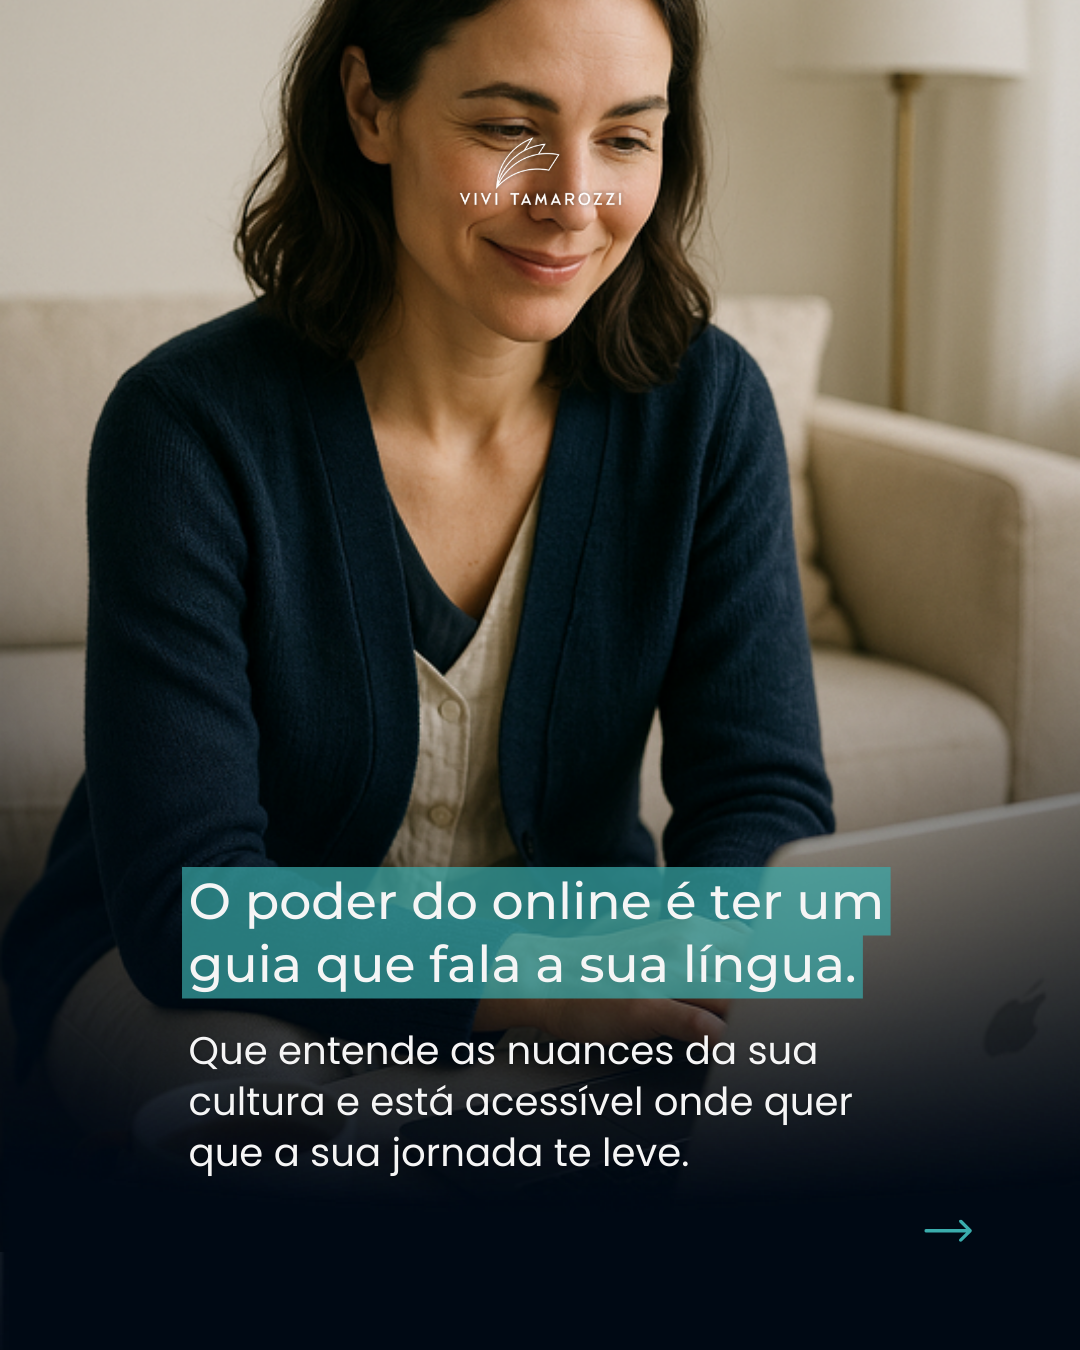 VIVI TAMAROZZI
O poder do online é ter um
guia que fala a sua língua.
Que entende as nuances da sua
cultura e está acessível onde quer
que a sua jornada te leve.